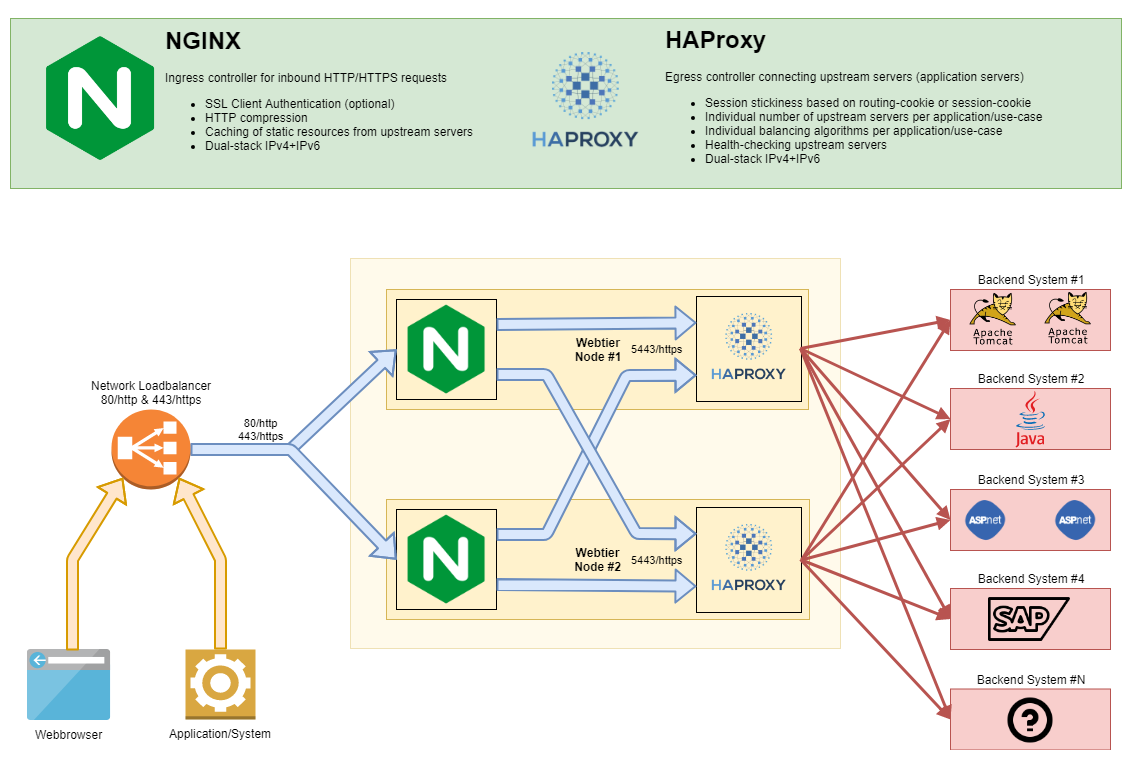 NGINX
Ingress controller for inbound HTTP/HTTPS requests
SSL Client Authentication (optional)
HTTP compression
Caching of static resources from upstream servers
Dual-stack IPv4+IPv6
HAPROXY
HAProxy
Egress controller connecting upstream servers (application servers)
Session stickiness based on routing-cookie or session-cookie
Individual number of upstream servers per application/use-case
Individual balancing algorithms per application/use-case
Health-checking upstream servers
Dual-stack IPv4+IPv6
Network Loadbalancer
80/http & 443/https
80/http
443/https
Webbrowser
Application/System
Webtier
Node #1
5443/https
HAPROXY
Webtier
Node #2
5443/https
HAPROXY
Backend System #1
Apache
Tomcat
Apache
Tomcat
Backend System #2
Java
Backend System #3
ASP.net
ASP.net
Backend System #4
SAP
Backend System #N
?